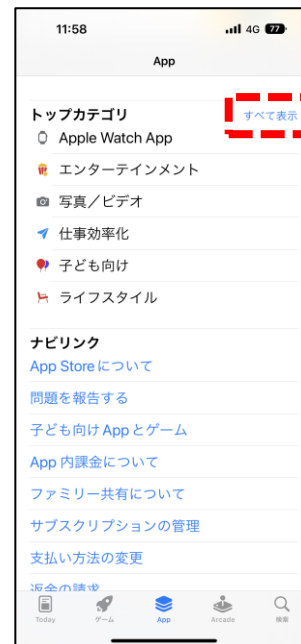 11:58
4G 77
App
トップカテゴリ すべて表示
Apple Watch App
エンターテインメント
写真/ビデオ
仕事効率化
子ども向け
ライフスタイル
ナビリンク
App Storeについて
問題を報告する
子ども向けAppとゲーム
App 内課金について
ファミリー共有について
サブスクリプションの管理
支払い方法の変更
返金の請求
Today ゲーム App Arcade 検索